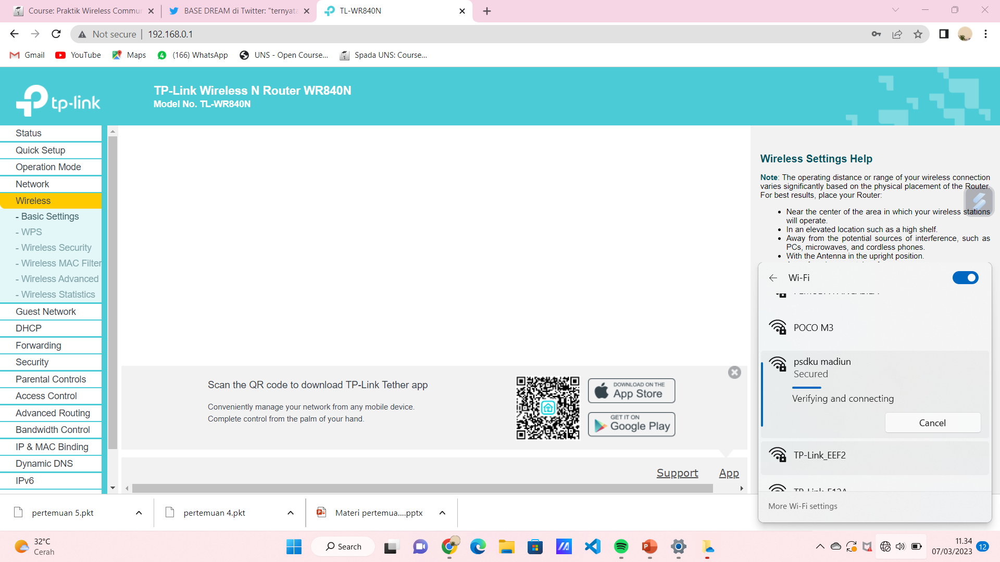 Course: Praktik Wireless Commun
BASE DREAM di Twitter: "ternyata
TL-WR840N
Not secure
192.168.0.1
Gmail
YouTube
Maps
(166) WhatsApp
UNS - Open Course...
Spada UNS: Course...
tp-link
TP-Link Wireless N Router WR840N
Model No. TL-WR840N
Status
Quick Setup
Operation Mode
Network
Wireless
- Basic Settings
- WPS
- Wireless Security
- Wireless MAC Filter
- Wireless Advanced
- Wireless Statistics
Guest Network
DHCP
Forwarding
Security
Parental Controls
Access Control
Advanced Routing
Bandwidth Control
IP & MAC Binding
Dynamic DNS
IPv6
Scan the QR code to download TP-Link Tether app
Conveniently manage your network from any mobile device.
Complete control from the palm of your hand.
DOWNLOAD ON THE
App Store
GET IT ON
Google Play
Support
App
Wireless Settings Help
Note: The operating distance or range of your wireless connection
varies significantly based on the physical placement of the Router.
For best results, place your Router:
• Near the center of the area in which your wireless stations
will operate.
• In an elevated location such as a high shelf.
• Away from the potential sources of interference, such as
PCs, microwaves, and cordless phones.
• With the Antenna in the upright position.
Wi-Fi
POCO M3
psdku madiun
Secured
Verifying and connecting
Cancel
TP-Link_EEF2
More Wi-Fi settings
pertemuan 5.pkt
pertemuan 4.pkt
Materi pertemua....pptx
32°C
Cerah
Search
11.34
07/03/2023
12